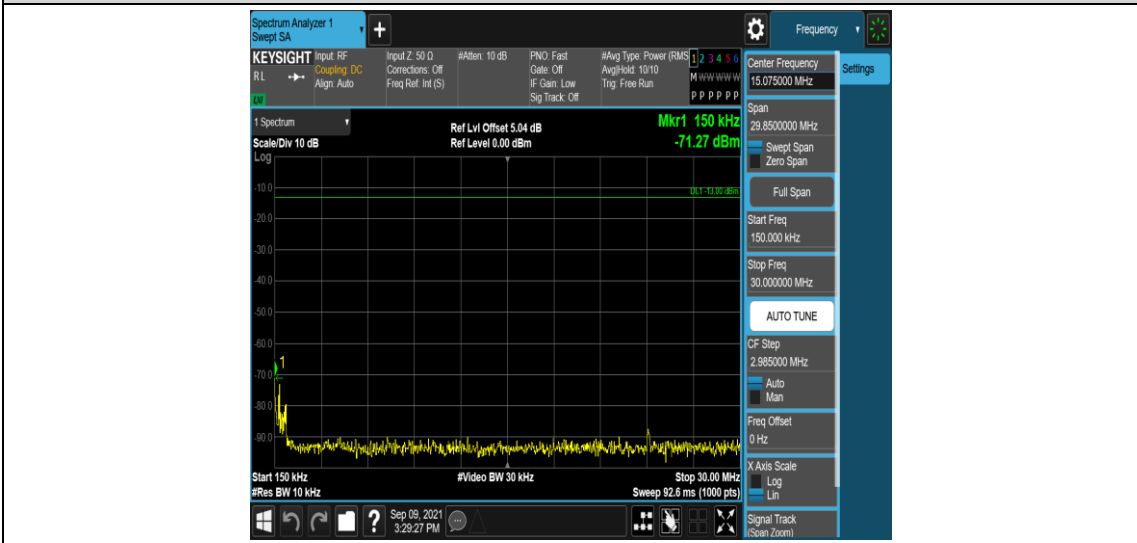 Spectrum Analyzer 1
Swept SA
+
Frequency
KEYSIGHT
RL
LXI
Input: RF
Coupling: DC
Align: Auto
Input Z: 50 Ω
Corrections: Off
Freq Ref: Int (S)
#Atten: 10 dB
PNO: Fast
Gate: Off
IF Gain: Low
Sig Track: Off
#Avg Type: Power (RMS
Avg|Hold: 10/10
Trig: Free Run
1 2 3 4 5 6
M W W W W W
P P P P P P
1 Spectrum
Scale/Div 10 dB
Log
Ref Lvl Offset 5.04 dB
Ref Level 0.00 dBm
Mkr1 150 kHz
-71.27 dBm
-10.0
DL1 -13.00 dBm
-20.0
-30.0
-40.0
-50.0
-60.0
1
-70.0
-80.0
-90.0
Start 150 kHz
#Res BW 10 kHz
#Video BW 30 kHz
Stop 30.00 MHz
Sweep 92.6 ms (1000 pts)
?
Sep 09, 2021
3:29:27 PM
Center Frequency
15.075000 MHz
Settings
Span
29.8500000 MHz
Swept Span
Zero Span
Full Span
Start Freq
150.000 kHz
Stop Freq
30.000000 MHz
AUTO TUNE
CF Step
2.985000 MHz
Auto
Man
Freq Offset
0 Hz
X Axis Scale
Log
Lin
Signal Track
(Span Zoom)